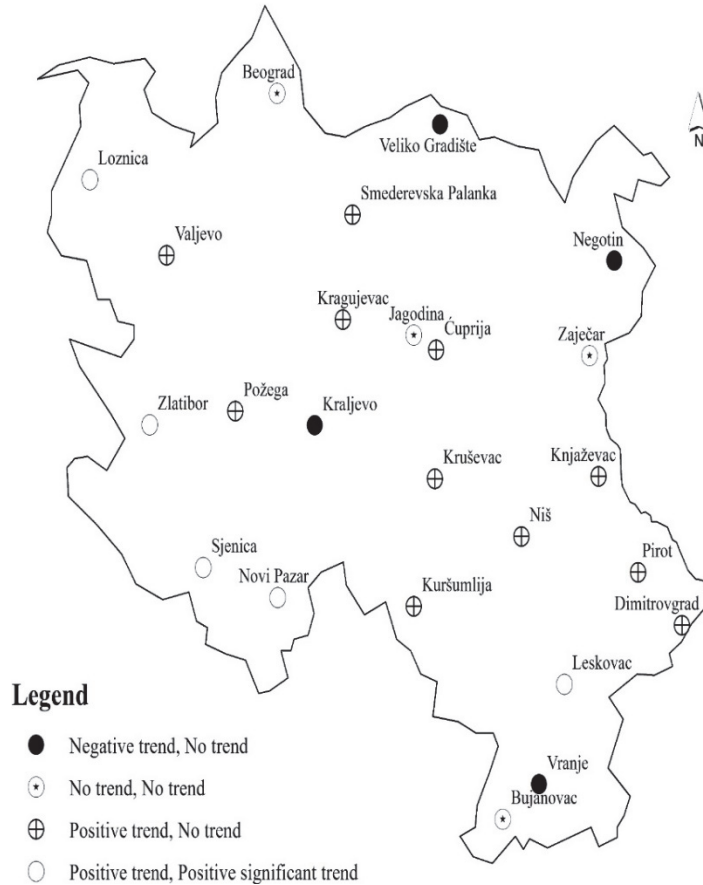 Beograd
Veliko Gradište
N
Loznica
Smederevska Palanka
Valjevo
Negotin
Kragujevac
Jagodina
Ćuprija
Zaječar
Zlatibor
Požega
Kraljevo
Kruševac
Knjaževac
Niš
Sjenica
Pirot
Novi Pazar
Kuršumlija
Dimitrovgrad
Leskovac
Legend
Negative trend, No trend
Vranje
No trend, No trend
Bujanovac
Positive trend, No trend
Positive trend, Positive significant trend